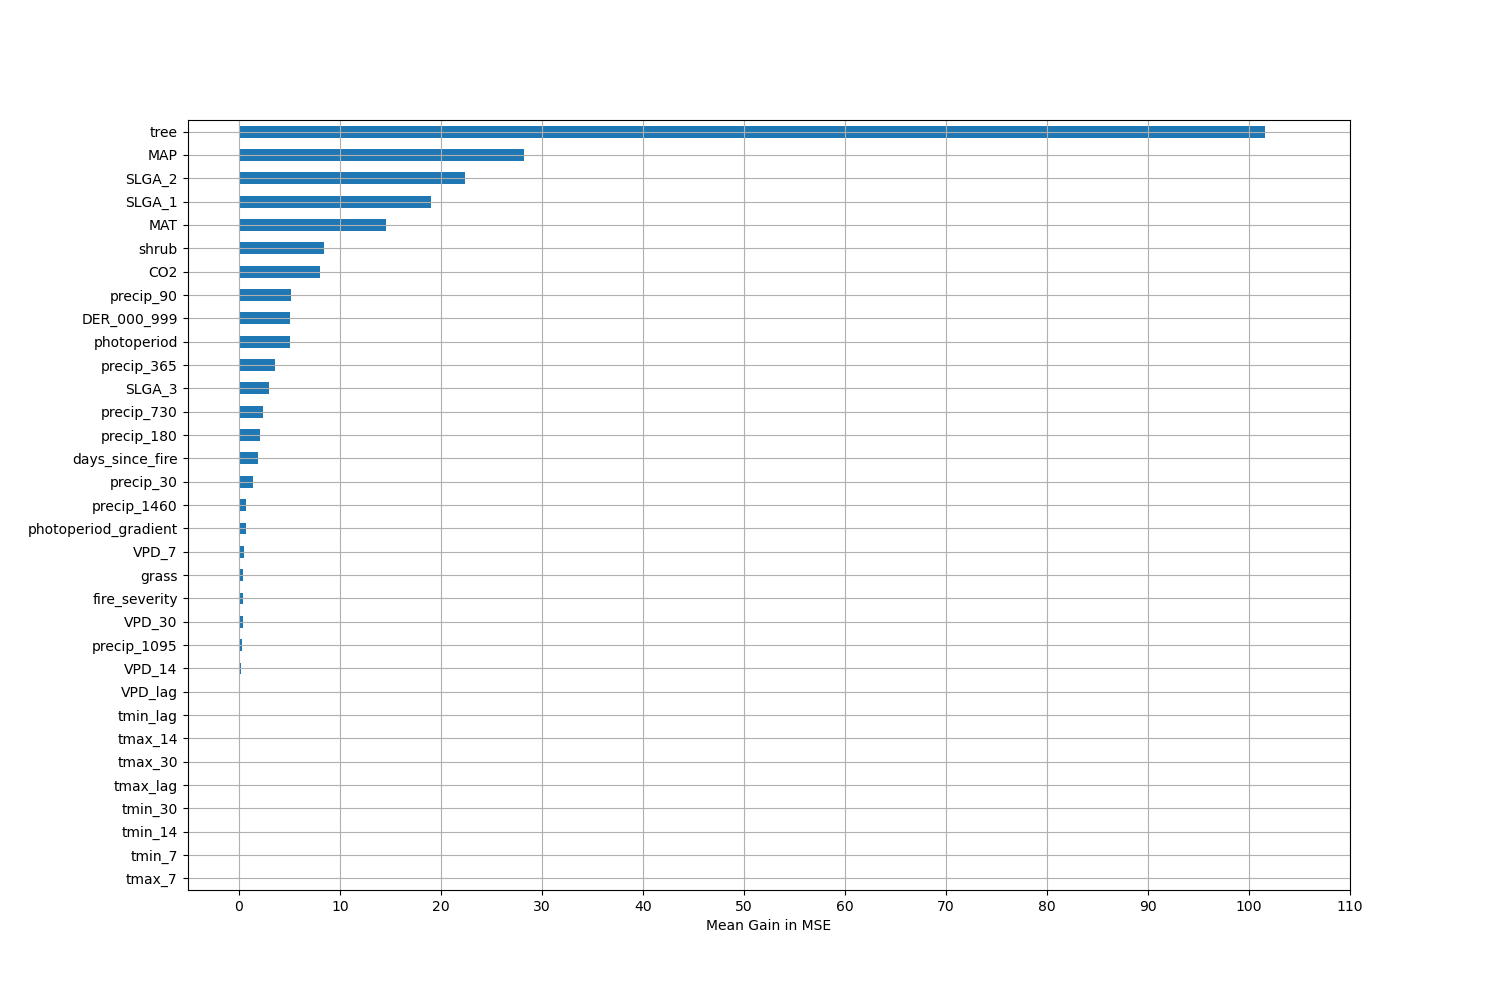 tree
MAP
SLGA_2
SLGA_1
MAT
shrub
CO2
precip_90
DER_000_999
photoperiod
precip_365
SLGA_3
precip_730
precip_180
days_since_fire
precip_30
precip_1460
photoperiod_gradient
VPD_7
grass
fire_severity
VPD_30
precip_1095
VPD_14
VPD_lag
tmin_lag
tmax_14
tmax_30
tmax_lag
tmin_30
tmin_14
tmin_7
tmax_7
0 10 20 30 40 50 60 70 80 90 100 110
Mean Gain in MSE